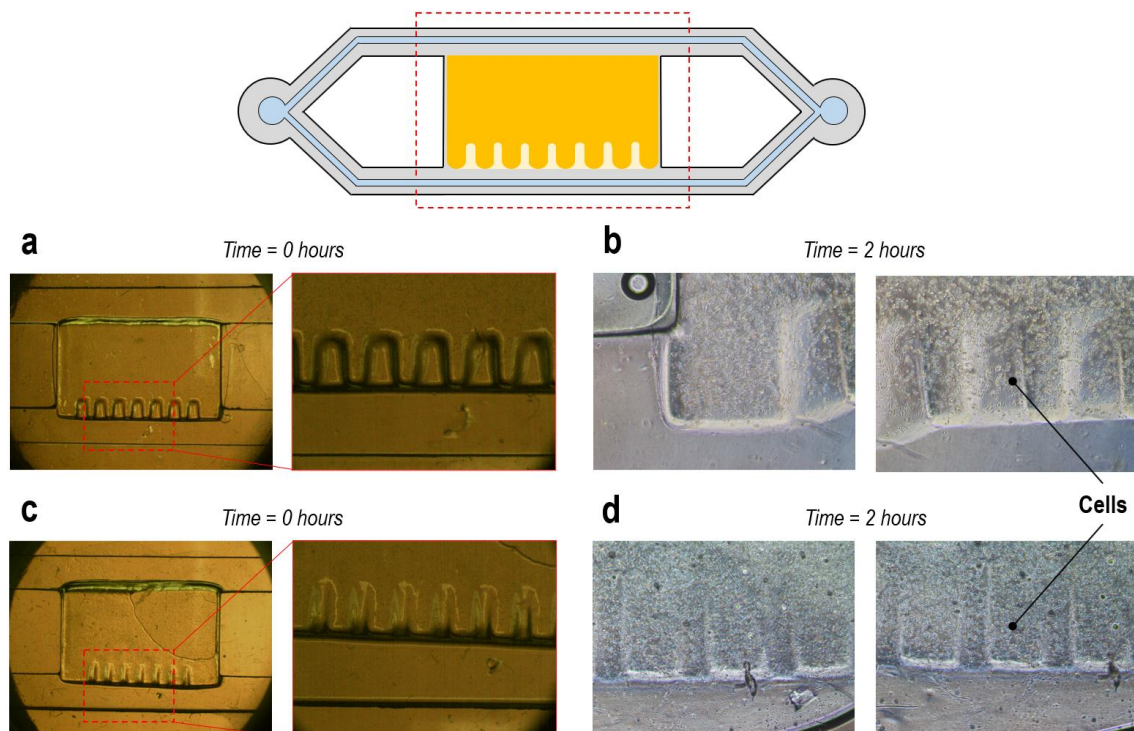 a
Time = 0 hours
b
Time = 2 hours
Cells
c
Time = 0 hours
d
Time = 2 hours